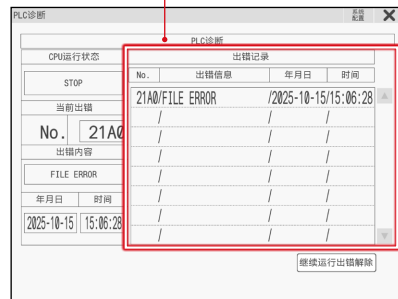 PLC诊断
系统
配置
PLC诊断
CPU运行状态
STOP
当前出错
No. 21A0
出错内容
FILE ERROR
年月日 时间
2025-10-15 15:06:28
出错记录
No. 出错信息 年月日 时间
21A0/FILE ERROR /2025-10-15/15:06:28
/ / /
/ / /
/ / /
/ / /
/ / /
/ / /
/ / /
继续运行出错解除